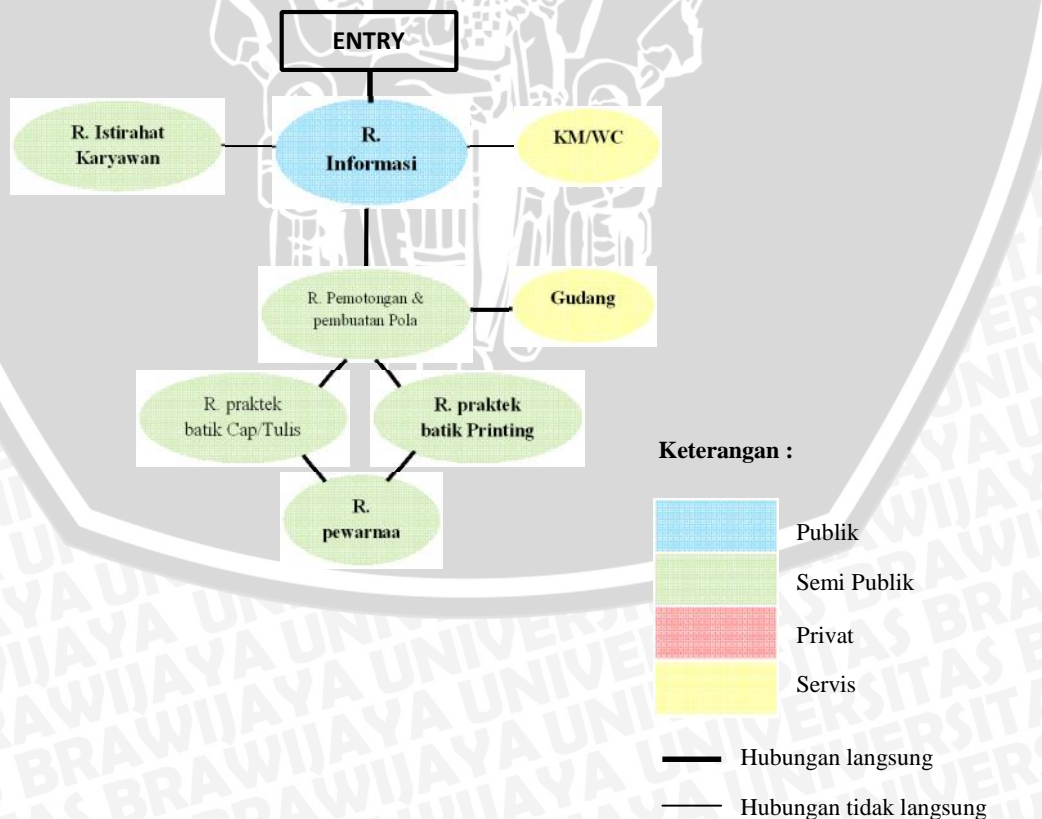 ENTRY
R. Istirahat
Karyawan
R.
Informasi
KM/WC
R. Pemotongan &
pembuatan Pola
Gudang
R. praktek
batik Cap/Tulis
R. praktek
batik Printing
R.
pewarnaa
Keterangan :
Publik
Semi Publik
Privat
Servis
Hubungan langsung
Hubungan tidak langsung